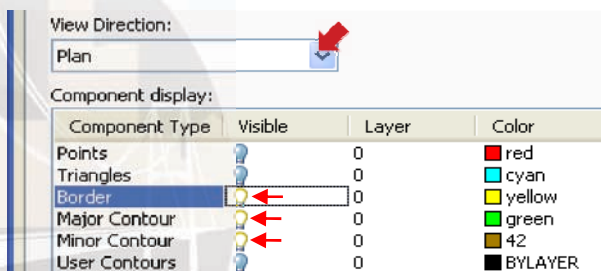 View Direction:
Plan
Component display:
Component Type Visible Layer Color
Points 0 red
Triangles 0 cyan
Border 0 yellow
Major Contour 0 green
Minor Contour 0 42
User Contours 0 BYLAYER